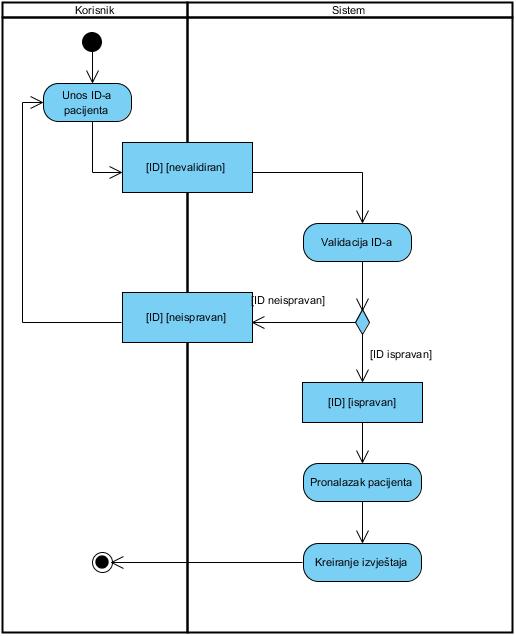 Korisnik
Sistem
Unos ID-a
pacijenta
[ID] [nevalidiran]
Validacija ID-a
[ID neispravan]
[ID] [neispravan]
[ID ispravan]
[ID] [ispravan]
Pronalazak pacijenta
Kreiranje izvještaja